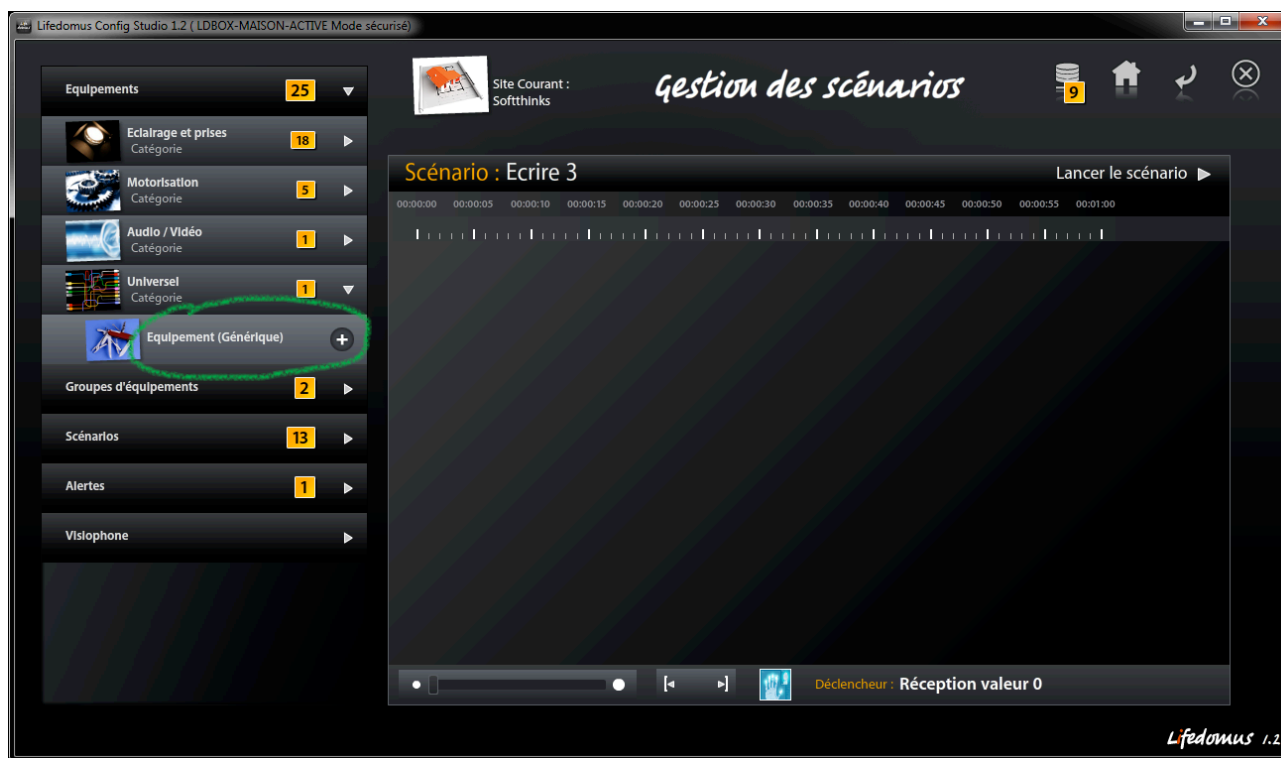 Lifedomus Config Studio 1.2 ( LDBOX-MAISON-ACTIVE Mode sécurisé)
Site Courant :
Softthinks
Gestion des scénarios
9
Equipements 25
Eclairage et prises
Catégorie
18
Motorisation
Catégorie
5
Audio / Vidéo
Catégorie
1
Universel
Catégorie
1
Equipement (Générique)
Groupes d'équipements 2
Scénarios 13
Alertes 1
Visiophone
Scénario : Ecrire 3
Lancer le scénario
00:00:00 00:00:05 00:00:10 00:00:15 00:00:20 00:00:25 00:00:30 00:00:35 00:00:40 00:00:45 00:00:50 00:00:55 00:01:00
Déclencheur : Réception valeur 0
Lifedomus 1.2